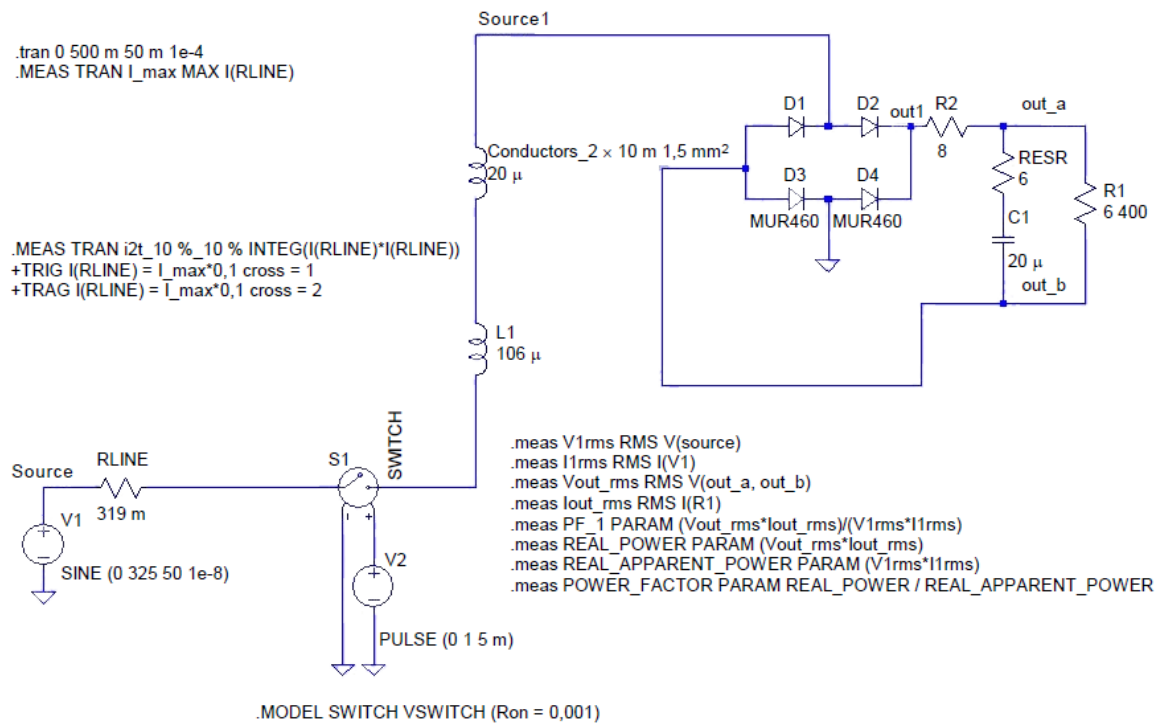 Source1
.tran 0 500 m 50 m 1e-4
.MEAS TRAN I_max MAX I(RLINE)
D1
D2
out1
R2
8
out_a
Conductors_2 × 10 m 1,5 mm²
20 μ
D3
D4
MUR460
MUR460
RESR
6
C1
20 μ
R1
6 400
out_b
.MEAS TRAN i2t_10 %_10 % INTEG(I(RLINE)*I(RLINE))
+TRIG I(RLINE) = I_max*0,1 cross = 1
+TRAG I(RLINE) = I_max*0,1 cross = 2
L1
106 μ
SWITCH
Source
RLINE
319 m
S1
V1
SINE (0 325 50 1e-8)
V2
PULSE (0 1 5 m)
.meas V1rms RMS V(source)
.meas I1rms RMS I(V1)
.meas Vout_rms RMS V(out_a, out_b)
.meas Iout_rms RMS I(R1)
.meas PF_1 PARAM (Vout_rms*Iout_rms)/(V1rms*I1rms)
.meas REAL_POWER PARAM (Vout_rms*Iout_rms)
.meas REAL_APPARENT_POWER PARAM (V1rms*I1rms)
.meas POWER_FACTOR PARAM REAL_POWER / REAL_APPARENT_POWER
.MODEL SWITCH VSWITCH (Ron = 0,001)